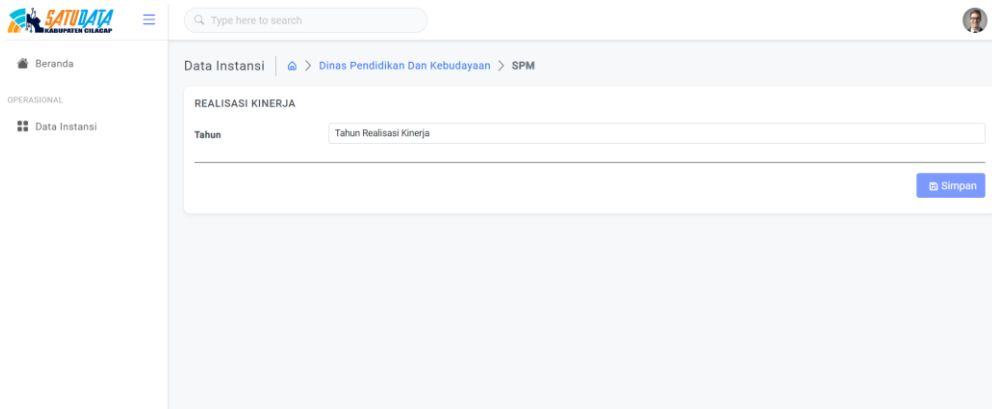 SATUDATA
KABUPATEN CILACAP
Type here to search
Beranda
OPERASIONAL
Data Instansi
Data Instansi
Dinas Pendidikan Dan Kebudayaan > SPM
REALISASI KINERJA
Tahun
Tahun Realisasi Kinerja
Simpan